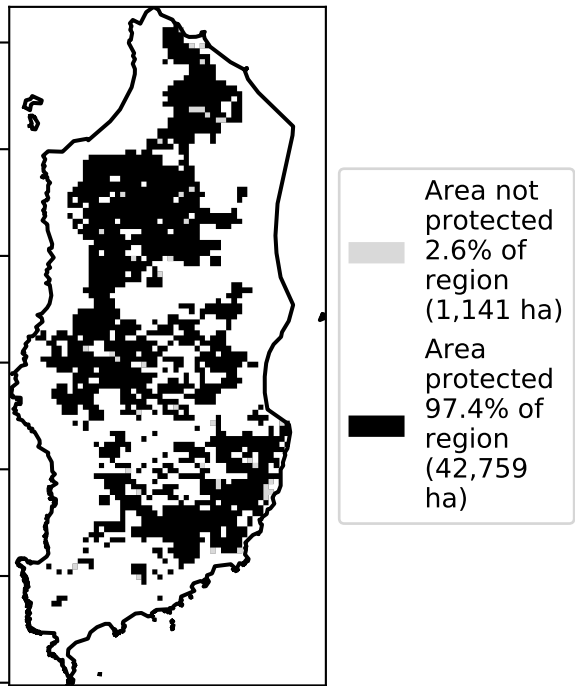 Area not
protected
2.6% of
region
(1,141 ha)
Area
protected
97.4% of
region
(42,759
ha)